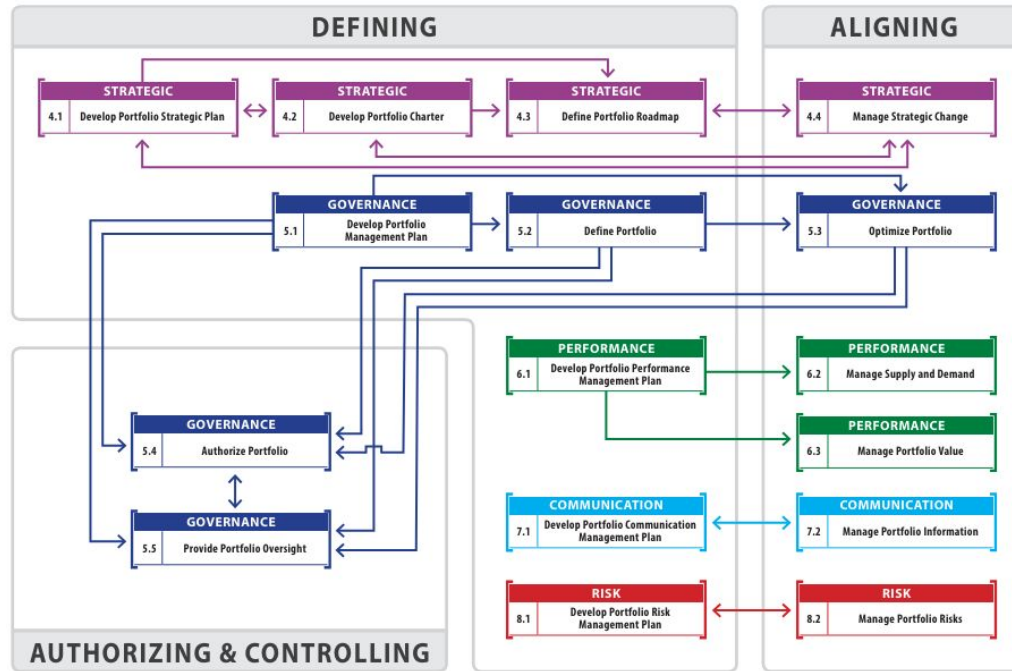 DEFINING
ALIGNING
STRATEGIC
4.1 Develop Portfolio Strategic Plan
STRATEGIC
4.2 Develop Portfolio Charter
STRATEGIC
4.3 Define Portfolio Roadmap
STRATEGIC
4.4 Manage Strategic Change
GOVERNANCE
5.1 Develop Portfolio
Management Plan
GOVERNANCE
5.2 Define Portfolio
GOVERNANCE
5.3 Optimize Portfolio
PERFORMANCE
6.1 Develop Portfolio Performance
Management Plan
PERFORMANCE
6.2 Manage Supply and Demand
PERFORMANCE
6.3 Manage Portfolio Value
GOVERNANCE
5.4 Authorize Portfolio
GOVERNANCE
5.5 Provide Portfolio Oversight
COMMUNICATION
7.1 Develop Portfolio Communication
Management Plan
COMMUNICATION
7.2 Manage Portfolio Information
RISK
8.1 Develop Portfolio Risk
Management Plan
RISK
8.2 Manage Portfolio Risks
AUTHORIZING & CONTROLLING